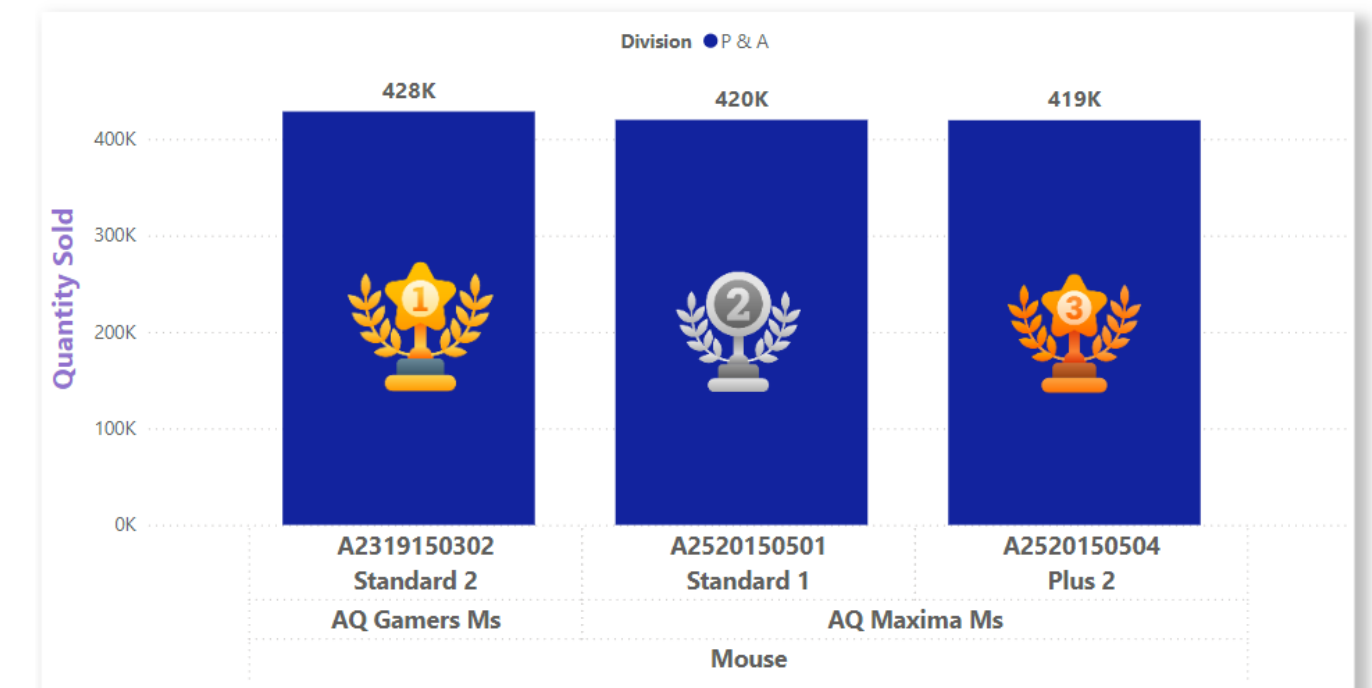 Division P & A
428K
420K
419K
400K
300K
200K
100K
0K
Quantity Sold
1
2
3
A2319150302
Standard 2
A2520150501
Standard 1
A2520150504
Plus 2
AQ Gamers Ms
AQ Maxima Ms
Mouse